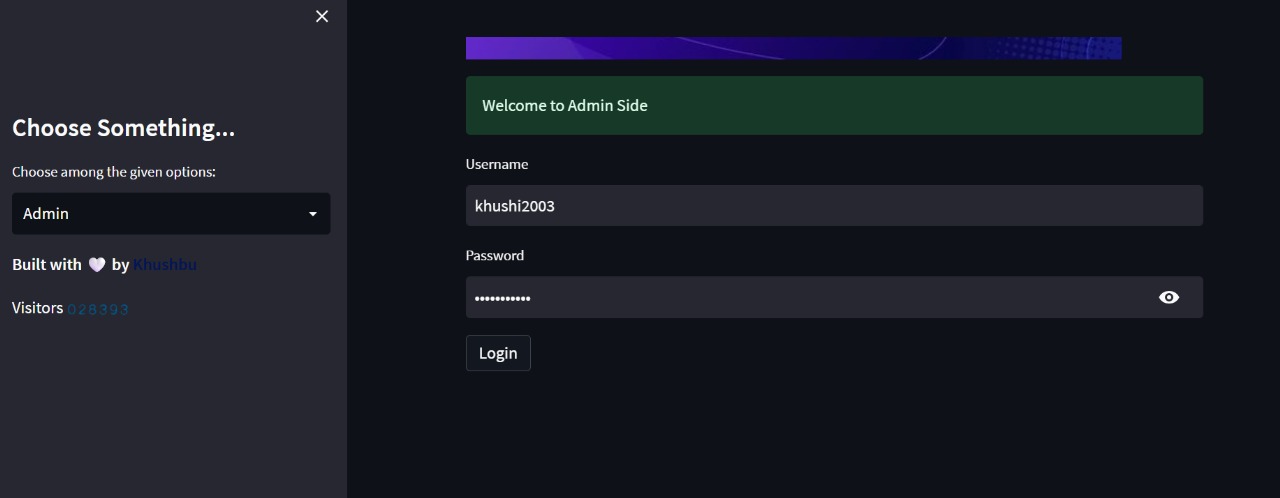 Choose Something...
Choose among the given options:
Admin
Built with 🤍 by Khushbu
Visitors 028393
Welcome to Admin Side
Username
khushi2003
Password
•••••••••••
Login